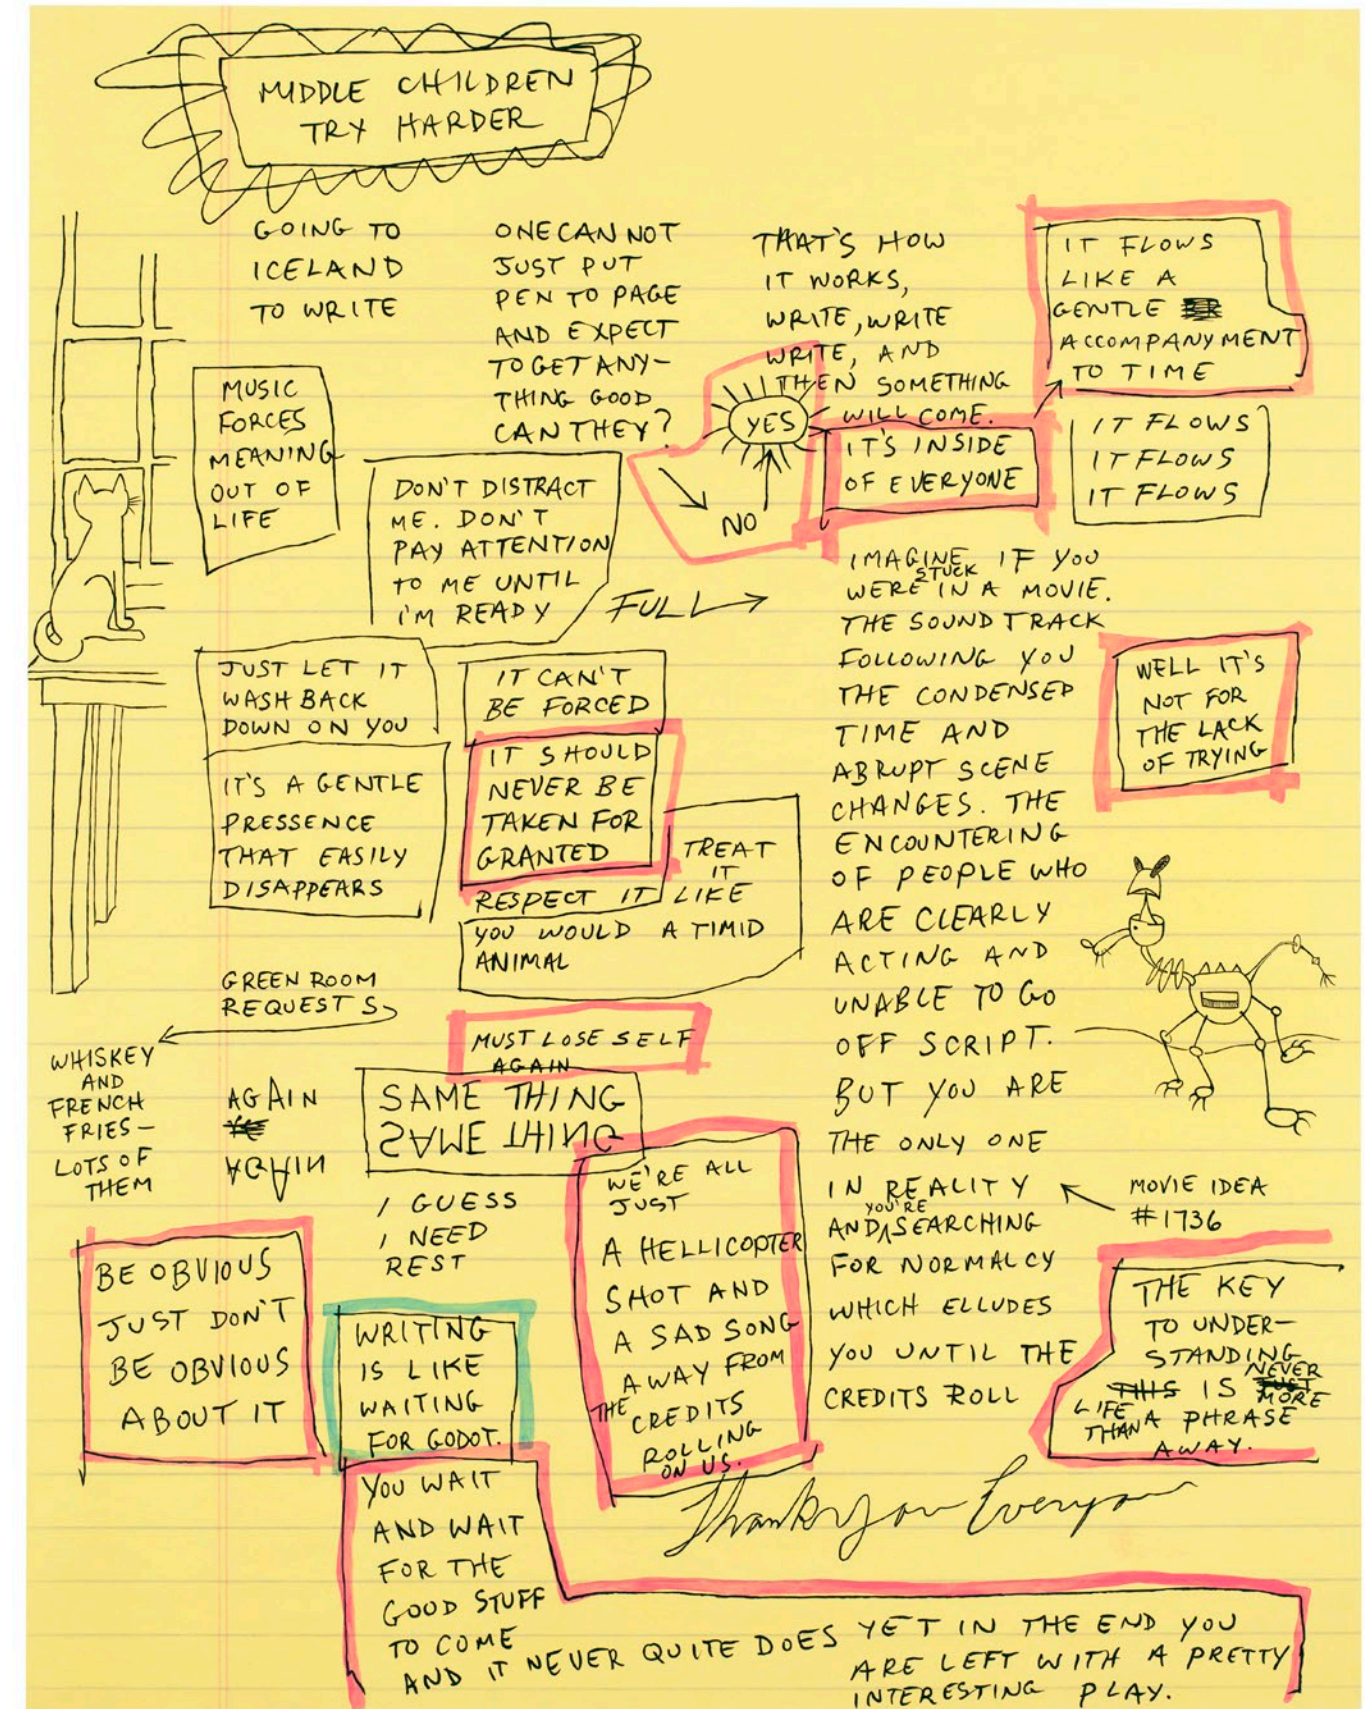 MIDDLE CHILDREN
TRY HARDER
GOING TO
ICELAND
TO WRITE
ONE CAN NOT
JUST PUT
PEN TO PAGE
AND EXPECT
TO GET ANY-
THING GOOD
CAN THEY?
THAT'S HOW
IT WORKS,
WRITE, WRITE
WRITE, AND
THEN SOMETHING
WILL COME.
IT FLOWS
LIKE A
GENTLE
ACCOMPANYMENT
TO TIME
MUSIC
FORCES
MEANING
OUT OF
LIFE
YES
NO
IT'S INSIDE
OF EVERYONE
IT FLOWS
IT FLOWS
IT FLOWS
DON'T DISTRACT
ME. DON'T
PAY ATTENTION
TO ME UNTIL
I'M READY
FULL
IMAGINE IF YOU
WERE STUCK IN A MOVIE.
THE SOUND TRACK
FOLLOWING YOU
THE CONDENSED
TIME AND
ABRUPT SCENE
CHANGES. THE
ENCOUNTERING
OF PEOPLE WHO
ARE CLEARLY
ACTING AND
UNABLE TO GO
OFF SCRIPT.
BUT YOU ARE
THE ONLY ONE
IN REALITY
AND YOU'RE SEARCHING
FOR NORMALCY
WHICH ELLUDES
YOU UNTIL THE
CREDITS ROLL
WELL IT'S
NOT FOR
THE LACK
OF TRYING
JUST LET IT
WASH BACK
DOWN ON YOU
IT CAN'T
BE FORCED
IT'S A GENTLE
PRESSENCE
THAT EASILY
DISAPPEARS
IT SHOULD
NEVER BE
TAKEN FOR
GRANTED
RESPECT IT
TREAT
IT
LIKE
YOU WOULD A TIMID
ANIMAL
GREEN ROOM
REQUESTS
WHISKEY
AND
FRENCH
FRIES-
LOTS OF
THEM
MUST LOSE SELF
AGAIN
AGAIN
AGAIN
SAME THING
SAME THING
I GUESS
I NEED
REST
WE'RE ALL
JUST
A HELLICOPTER
SHOT AND
A SAD SONG
AWAY FROM
THE CREDITS
ROLLING
ON US.
MOVIE IDEA
#1736
BE OBVIOUS
JUST DON'T
BE OBVIOUS
ABOUT IT
WRITING
IS LIKE
WAITING
FOR GODOT.
THE KEY
TO UNDER-
STANDING
THIS LIFE IS JUST NEVER MORE
THAN A PHRASE
AWAY.
Thank you Everyone
YOU WAIT
AND WAIT
FOR THE
GOOD STUFF
TO COME
AND IT NEVER QUITE DOES YET IN THE END YOU
ARE LEFT WITH A PRETTY
INTERESTING PLAY.